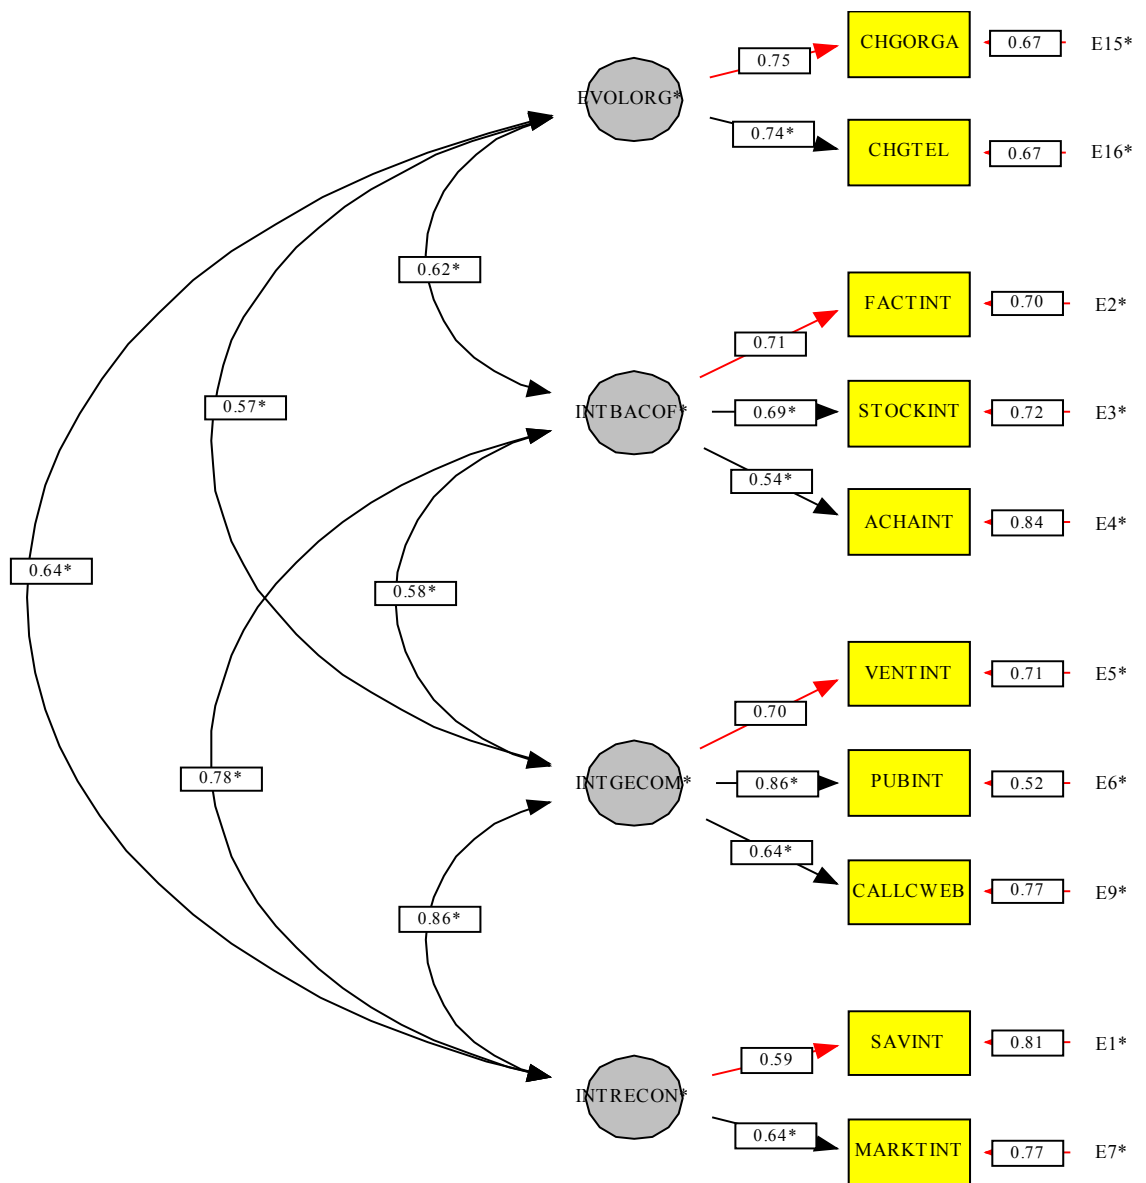 CHGORGA
0.67
E15*
0.75
EVOLORG*
0.74*
CHGTEL
0.67
E16*
0.62*
FACTINT
0.70
E2*
0.71
0.57*
INTBACOF*
0.69*
STOCKINT
0.72
E3*
0.54*
ACHAINT
0.84
E4*
0.64*
0.58*
VENTINT
0.71
E5*
0.70
0.78*
INTGECOM*
0.86*
PUBINT
0.52
E6*
0.64*
CALLCWEB
0.77
E9*
0.86*
SAVINT
0.81
E1*
0.59
INTRECON*
0.64*
MARKTINT
0.77
E7*